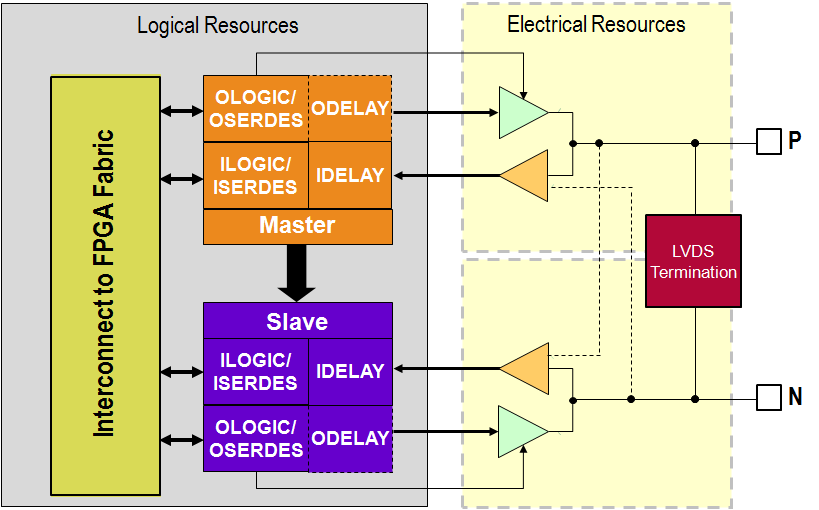 Logical Resources
Electrical Resources
Interconnect to FPGA Fabric
OLOGIC/
OSERDES
ODELAY
ILOGIC/
ISERDES
IDELAY
Master
Slave
ILOGIC/
ISERDES
IDELAY
OLOGIC/
OSERDES
ODELAY
P
LVDS
Termination
N